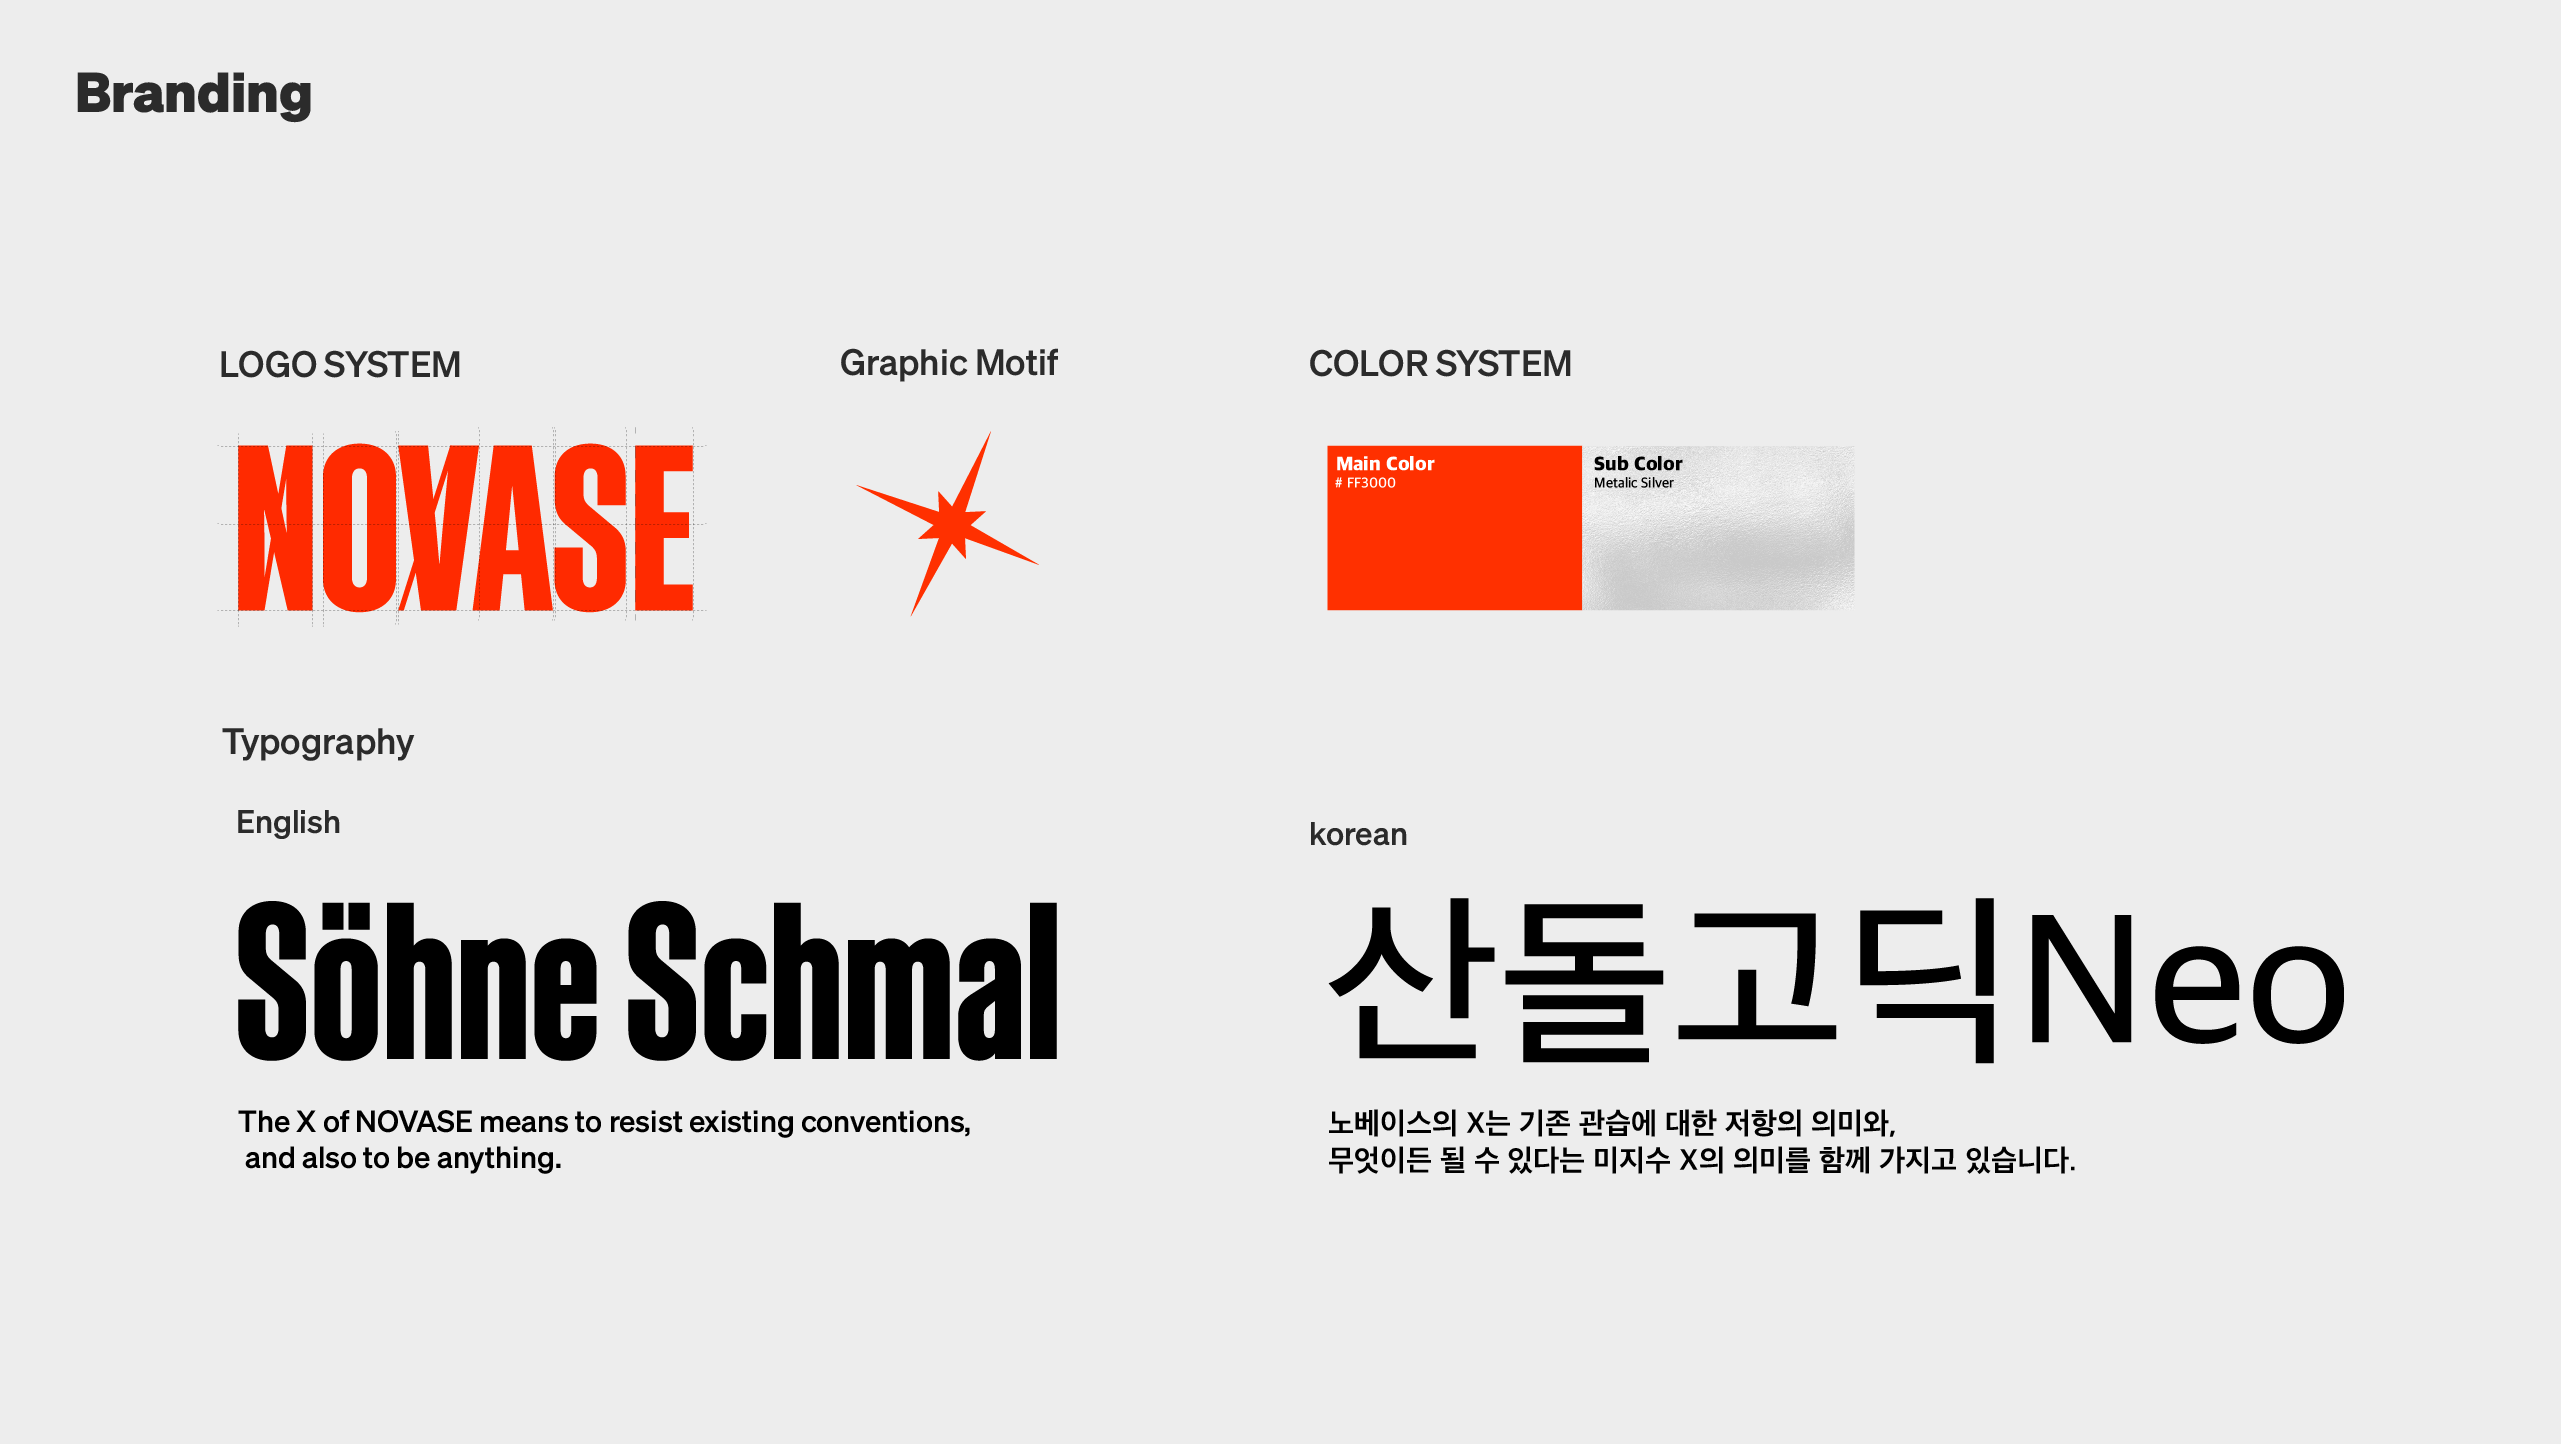 Branding
LOGO SYSTEM
Graphic Motif
COLOR SYSTEM
NOVASE
Main Color
# FF3000
Sub Color
Metalic Silver
Typography
English
Söhne Schmal
The X of NOVASE means to resist existing conventions,
and also to be anything.
korean
산돌고딕Neo
노베이스의 X는 기존 관습에 대한 저항의 의미와,
무엇이든 될 수 있다는 미지수 X의 의미를 함께 가지고 있습니다.